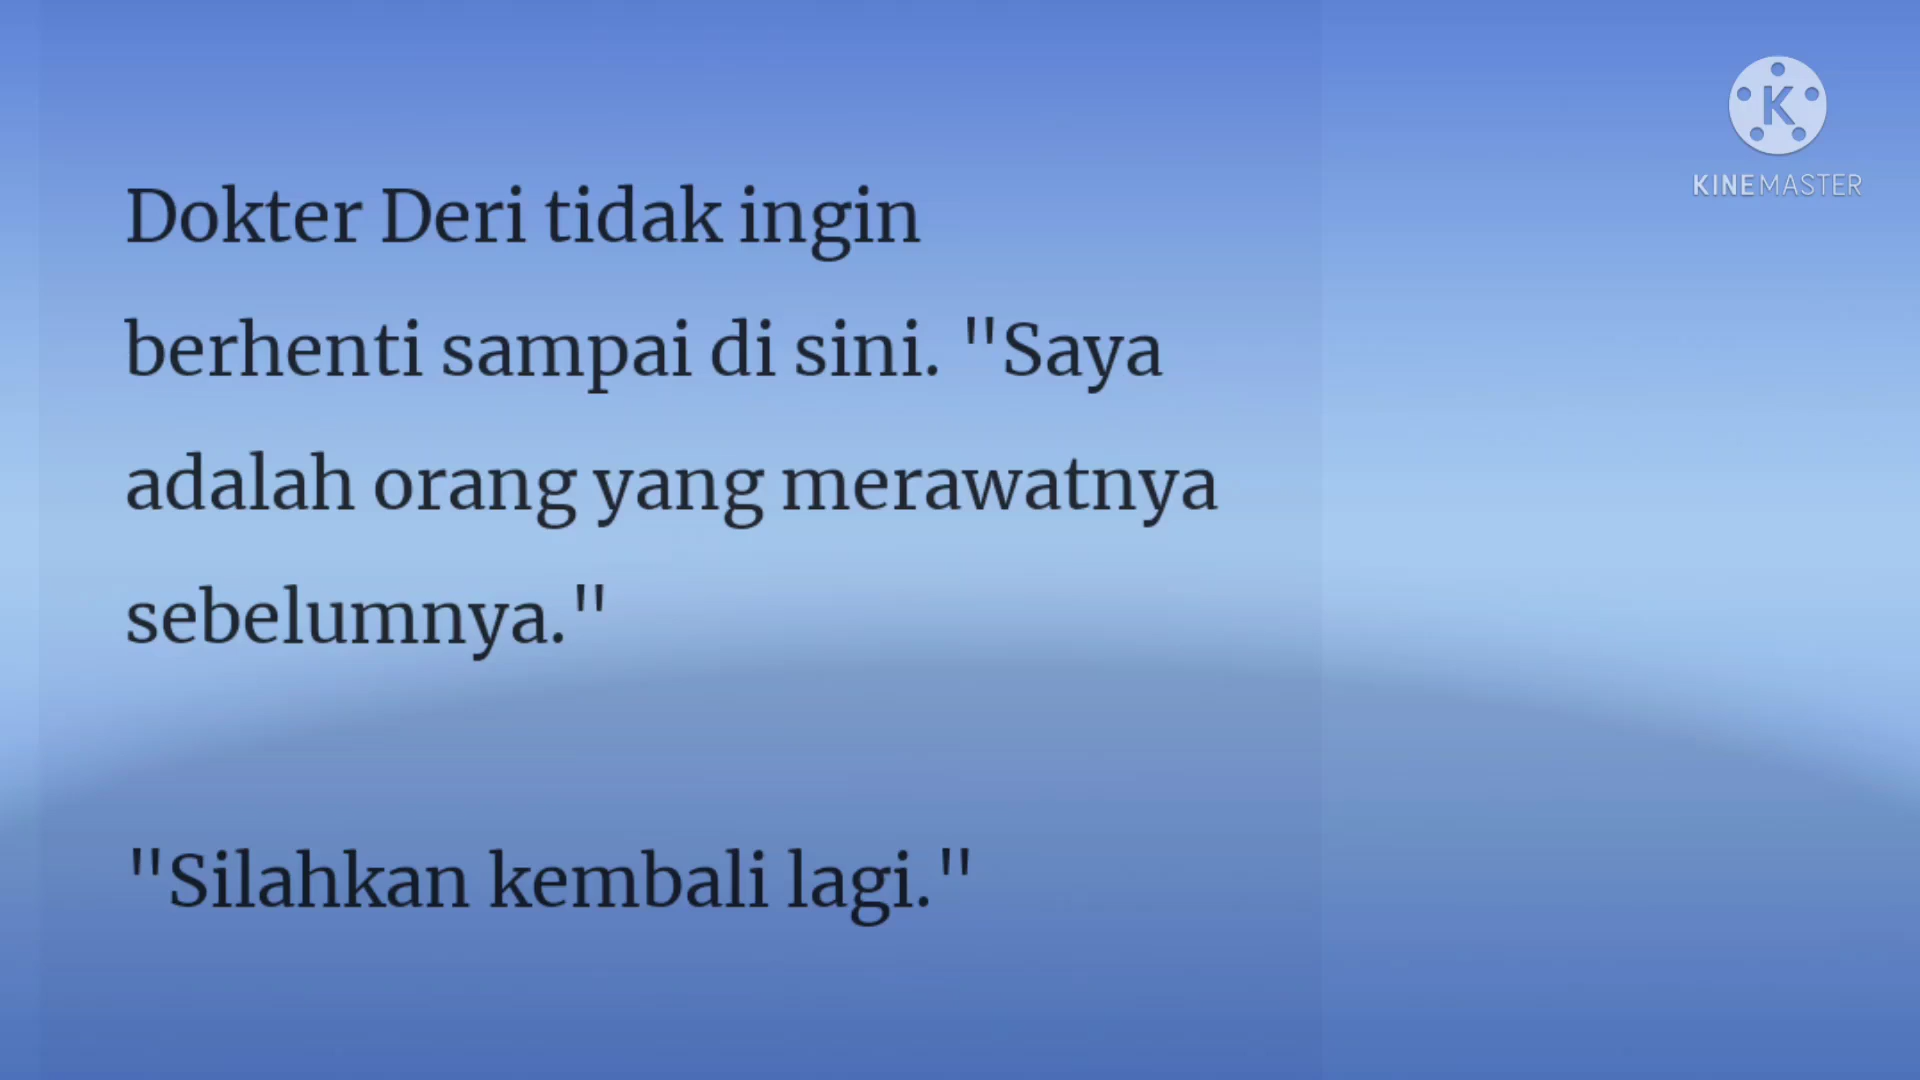 Dokter Deri tidak ingin
berhenti sampai di sini. "Saya
adalah orang yang merawatnya
sebelumnya."
"Silahkan kembali lagi."
K
KINEMASTER